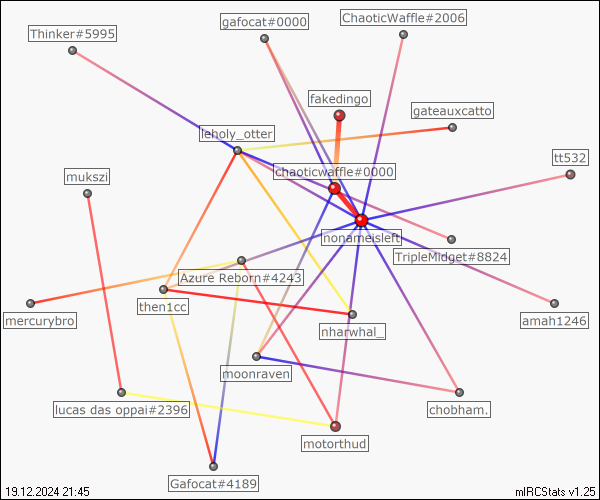 ChaoticWaffle#2006
gafocat#0000
Thinker#5995
fakedingo
gateauxcatto
leholy_otter
tt532
chaoticwaffle#0000
mukszi
nonameisleft
TripleMidget#8824
Azure Reborn#4243
then1cc
mercurybro
amah1246
nharwhal_
moonraven
lucas das oppai#2396
chobham.
motorthud
Gafocat#4189
19.12.2024 21:45
mIRCStats v1.25